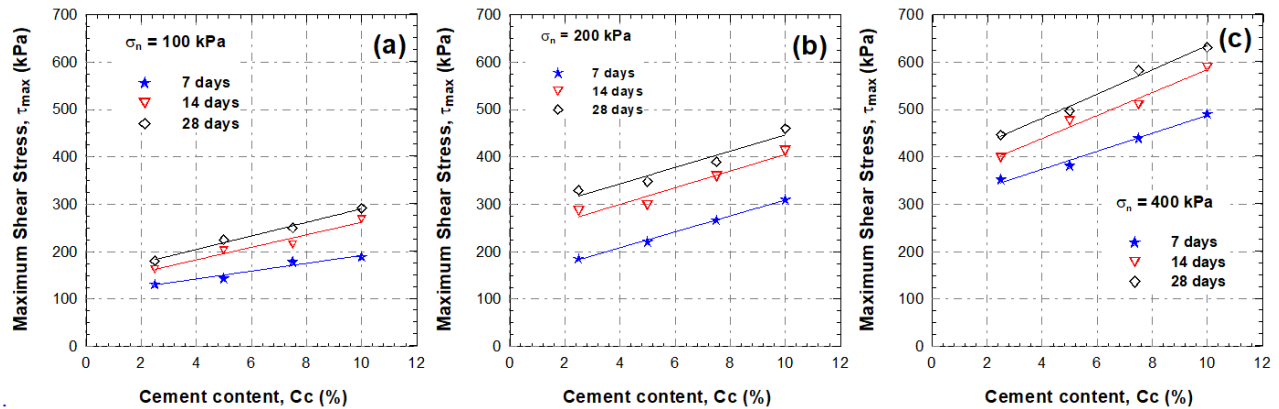 Maximum Shear Stress, τmax (kPa)
700
600
500
400
300
200
100
0
σn = 100 kPa
(a)
7 days
14 days
28 days
0 2 4 6 8 10 12
Cement content, Cc (%)
Maximum Shear Stress, τmax (kPa)
700
600
500
400
300
200
100
0
σn = 200 kPa
(b)
7 days
14 days
28 days
0 2 4 6 8 10 12
Cement content, Cc (%)
Maximum Shear Stress, τmax (kPa)
700
600
500
400
300
200
100
0
(c)
σn = 400 kPa
7 days
14 days
28 days
0 2 4 6 8 10 12
Cement content, Cc (%)